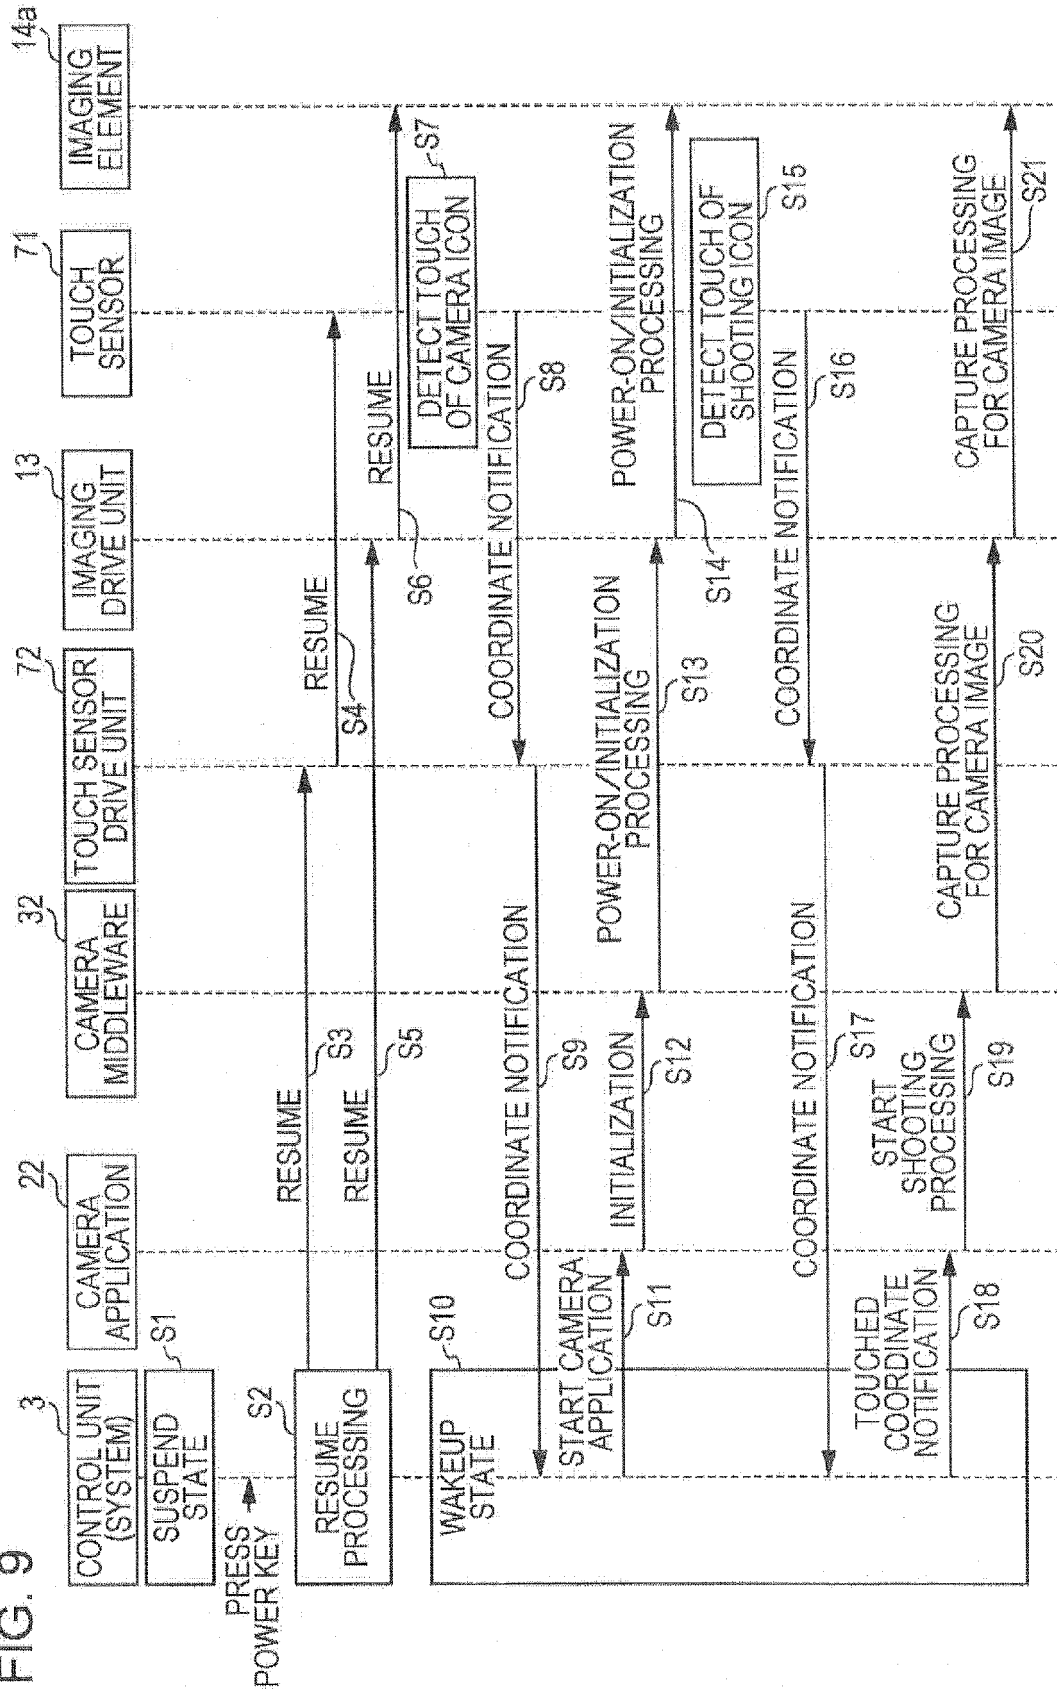 FIG. 9
3
CONTROL UNIT
(SYSTEM)
22
CAMERA
APPLICATION
32
CAMERA
MIDDLEWARE
72
TOUCH SENSOR
DRIVE UNIT
13
IMAGING
DRIVE UNIT
71
TOUCH
SENSOR
14a
IMAGING
ELEMENT
SUSPEND
STATE
S1
PRESS
POWER KEY
S2
RESUME
PROCESSING
RESUME
S3
RESUME
S4
RESUME
S5
RESUME
S6
DETECT TOUCH
OF CAMERA ICON
S7
COORDINATE NOTIFICATION
S8
COORDINATE NOTIFICATION
S9
WAKEUP
STATE
S10
START CAMERA
APPLICATION
S11
INITIALIZATION
S12
POWER-ON/INITIALIZATION
PROCESSING
S13
POWER-ON/INITIALIZATION
PROCESSING
S14
DETECT TOUCH OF
SHOOTING ICON
S15
COORDINATE NOTIFICATION
S16
COORDINATE NOTIFICATION
S17
TOUCHED
COORDINATE
NOTIFICATION
S18
START
SHOOTING
PROCESSING
S19
CAPTURE PROCESSING
FOR CAMERA IMAGE
S20
CAPTURE PROCESSING
FOR CAMERA IMAGE
S21